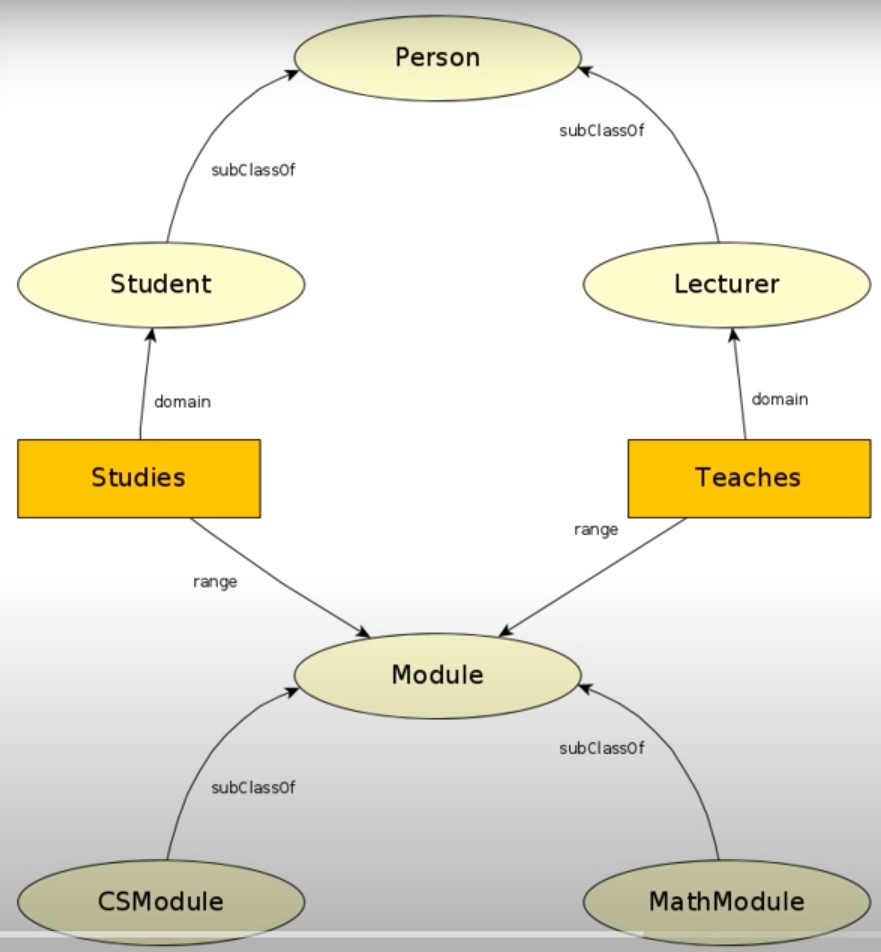 Person
subClassOf
subClassOf
Student
Lecturer
domain
domain
Studies
Teaches
range
range
Module
subClassOf
subClassOf
CSModule
MathModule